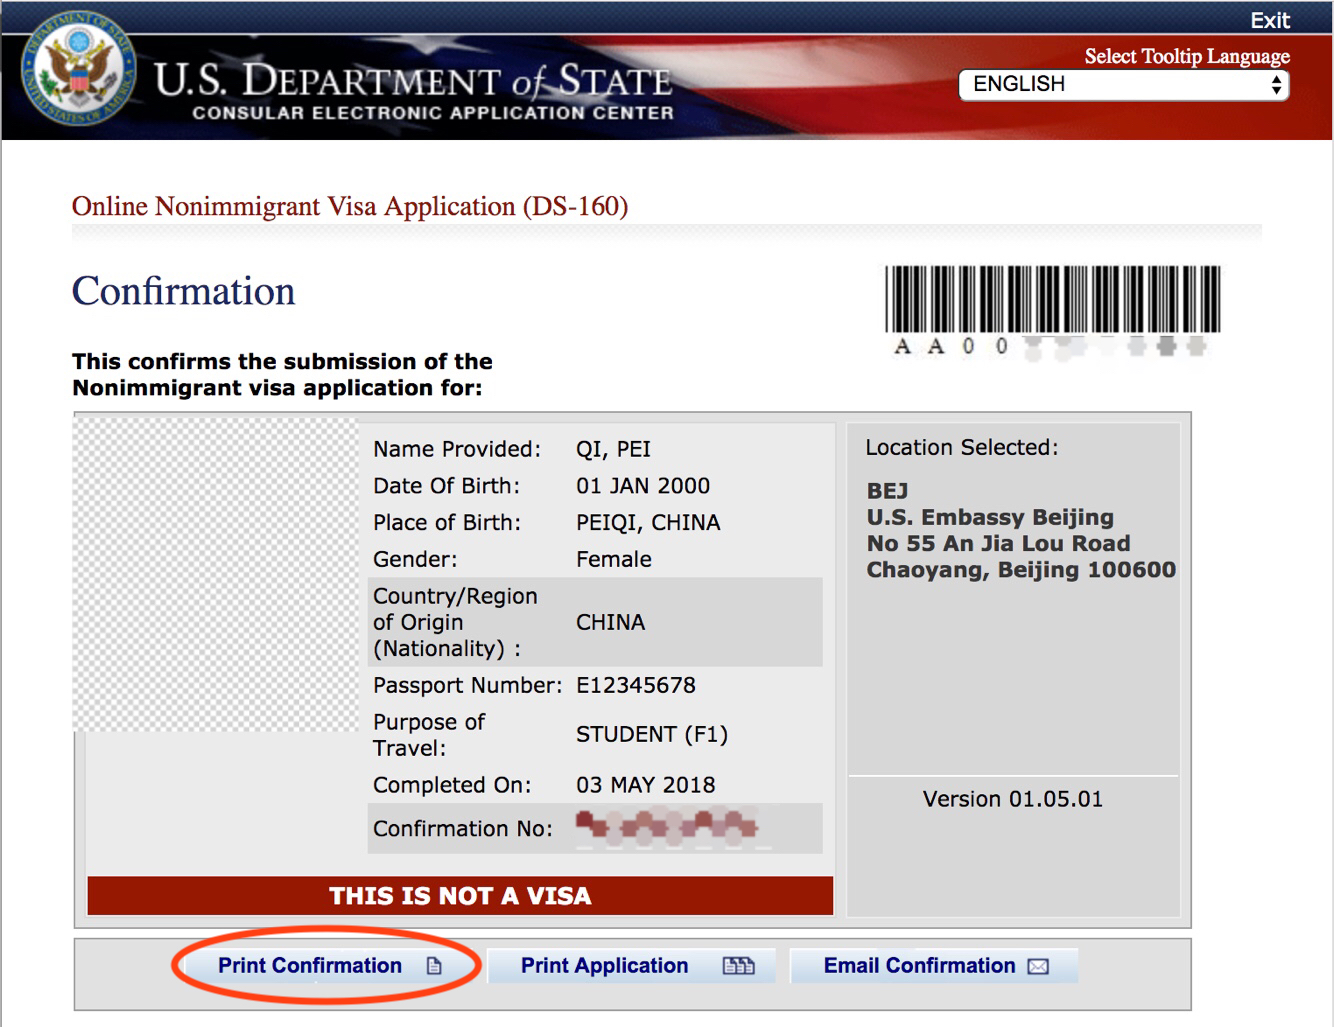 Exit
Select Tooltip Language
ENGLISH
U.S. DEPARTMENT of STATE
CONSULAR ELECTRONIC APPLICATION CENTER
Online Nonimmigrant Visa Application (DS-160)
Confirmation
A A 0 0
This confirms the submission of the
Nonimmigrant visa application for:
Name Provided: QI, PEI
Date Of Birth: 01 JAN 2000
Place of Birth: PEIQI, CHINA
Gender: Female
Country/Region
of Origin
(Nationality) :
CHINA
Passport Number: E12345678
Purpose of
Travel:
STUDENT (F1)
Completed On: 03 MAY 2018
Confirmation No:
THIS IS NOT A VISA
Location Selected:
BEJ
U.S. Embassy Beijing
No 55 An Jia Lou Road
Chaoyang, Beijing 100600
Version 01.05.01
Print Confirmation
Print Application
Email Confirmation